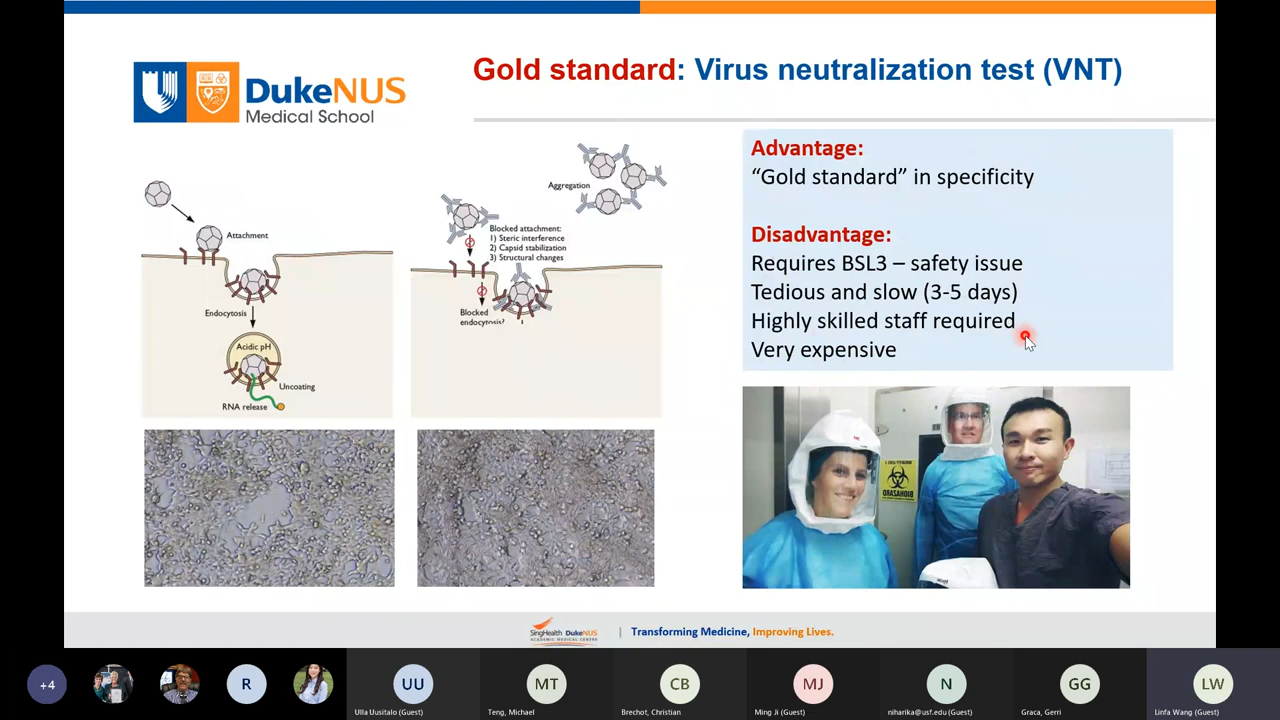 Gold standard: Virus neutralization test (VNT)
DukeNUS
Medical School
Attachment
Endocytosis
Acidic pH
Uncoating
RNA release
Aggregation
Blocked attachment:
1) Steric interference
2) Capsid stabilization
3) Structural changes
Blocked
endocytosis?
Advantage:
“Gold standard” in specificity
Disadvantage:
Requires BSL3 – safety issue
Tedious and slow (3-5 days)
Highly skilled staff required
Very expensive
BIOHAZARD
SingHealth DukeNUS
ACADEMIC MEDICAL CENTRE
| Transforming Medicine, Improving Lives.
+4
R
UU
Ulla Uusitalo (Guest)
MT
Teng, Michael
CB
Brechot, Christian
MJ
Ming Ji (Guest)
N
niharika@usf.edu (Guest)
GG
Graca, Gerri
LW
Linfa Wang (Guest)